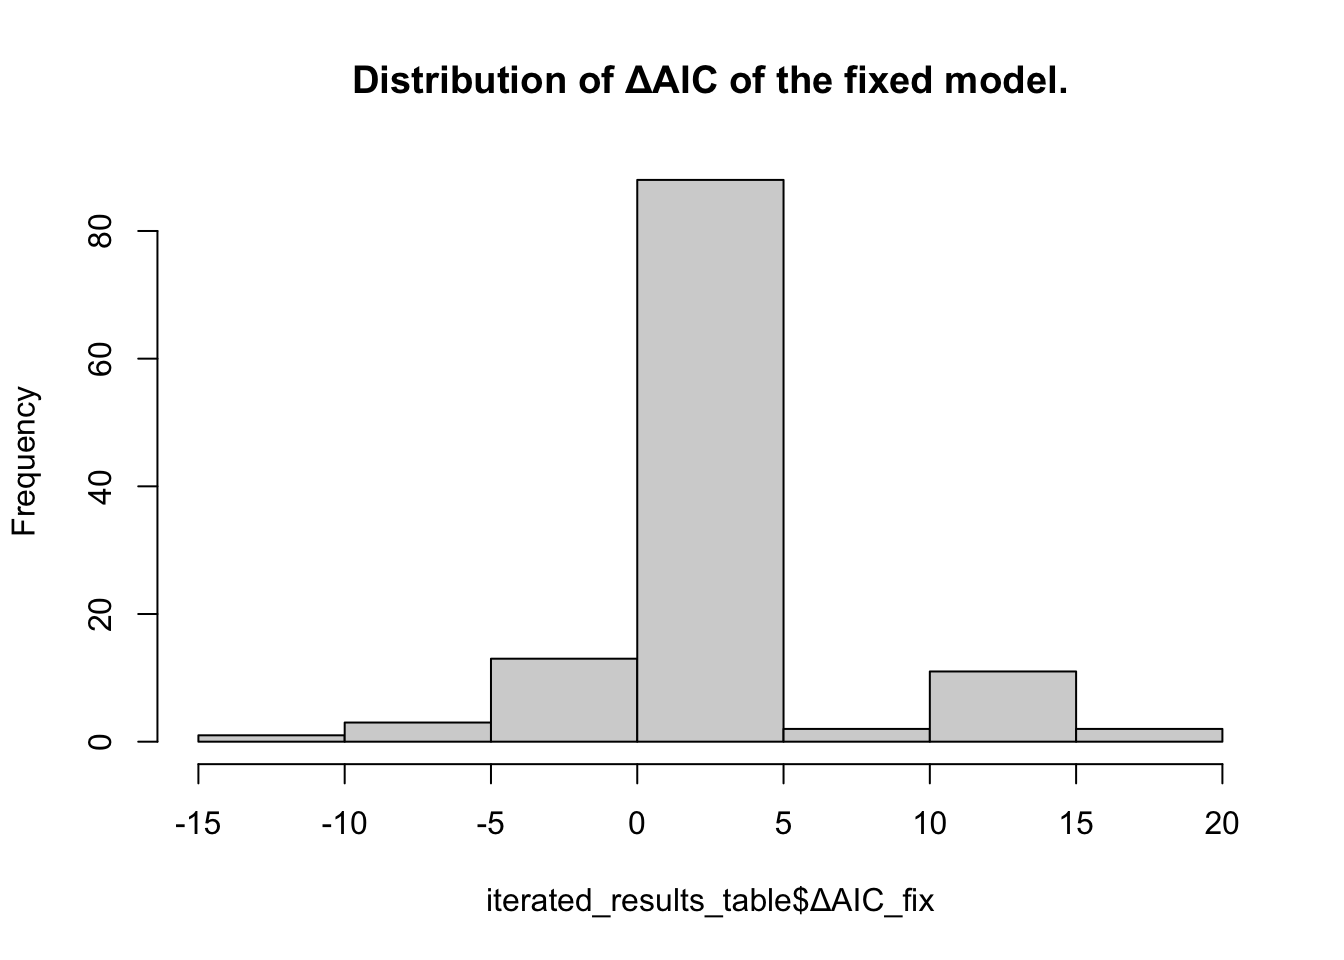 Distribution of ΔAIC of the fixed model.
Frequency
80
60
40
20
0
-15 -10 -5 0 5 10 15 20
iterated_results_table$ΔAIC_fix